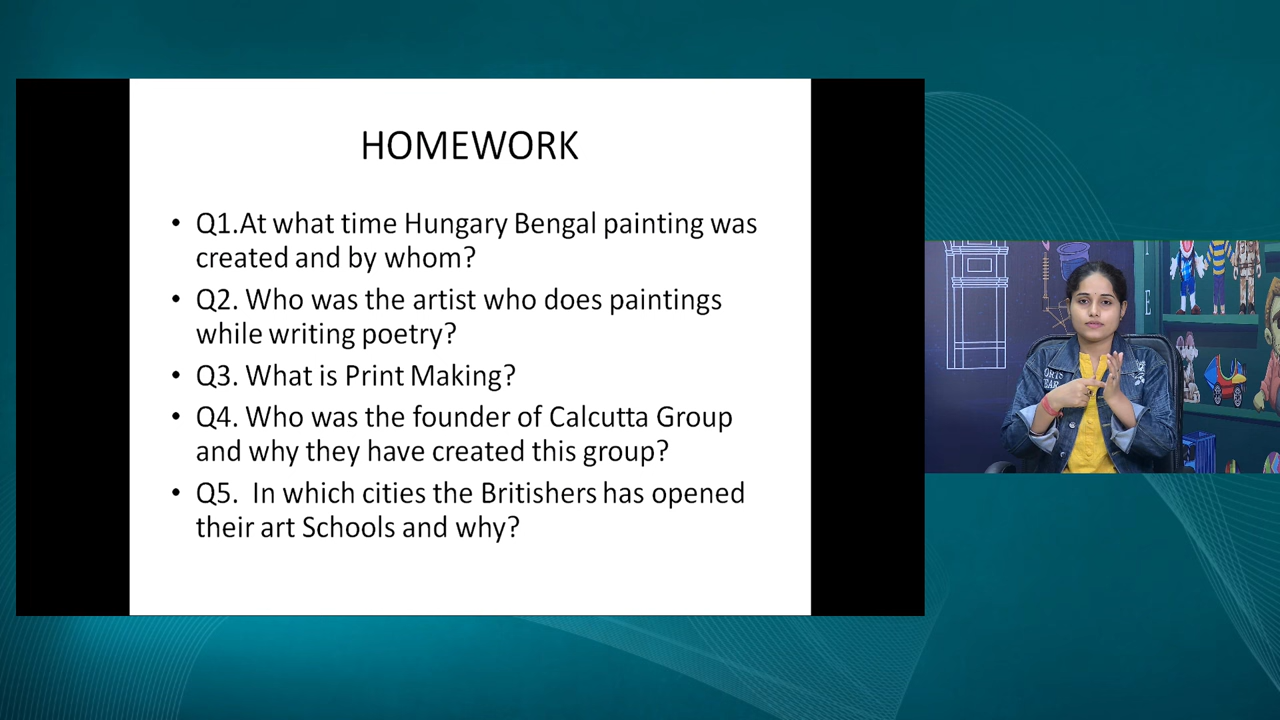 HOMEWORK
• Q1.At what time Hungary Bengal painting was
created and by whom?
• Q2. Who was the artist who does paintings
while writing poetry?
• Q3. What is Print Making?
• Q4. Who was the founder of Calcutta Group
and why they have created this group?
• Q5. In which cities the Britishers has opened
their art Schools and why?